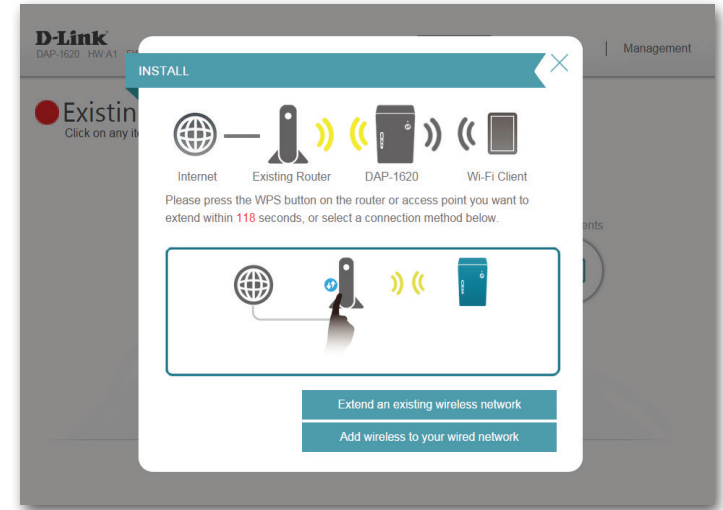 D-Link
DAP-1620 HW:A1
Management
INSTALL
Existin
Click on any
Internet
Existing Router
DAP-1620
Wi-Fi Client
Please press the WPS button on the router or access point you want to
extend within 118 seconds, or select a connection method below.
ents
Extend an existing wireless network
Add wireless to your wired network